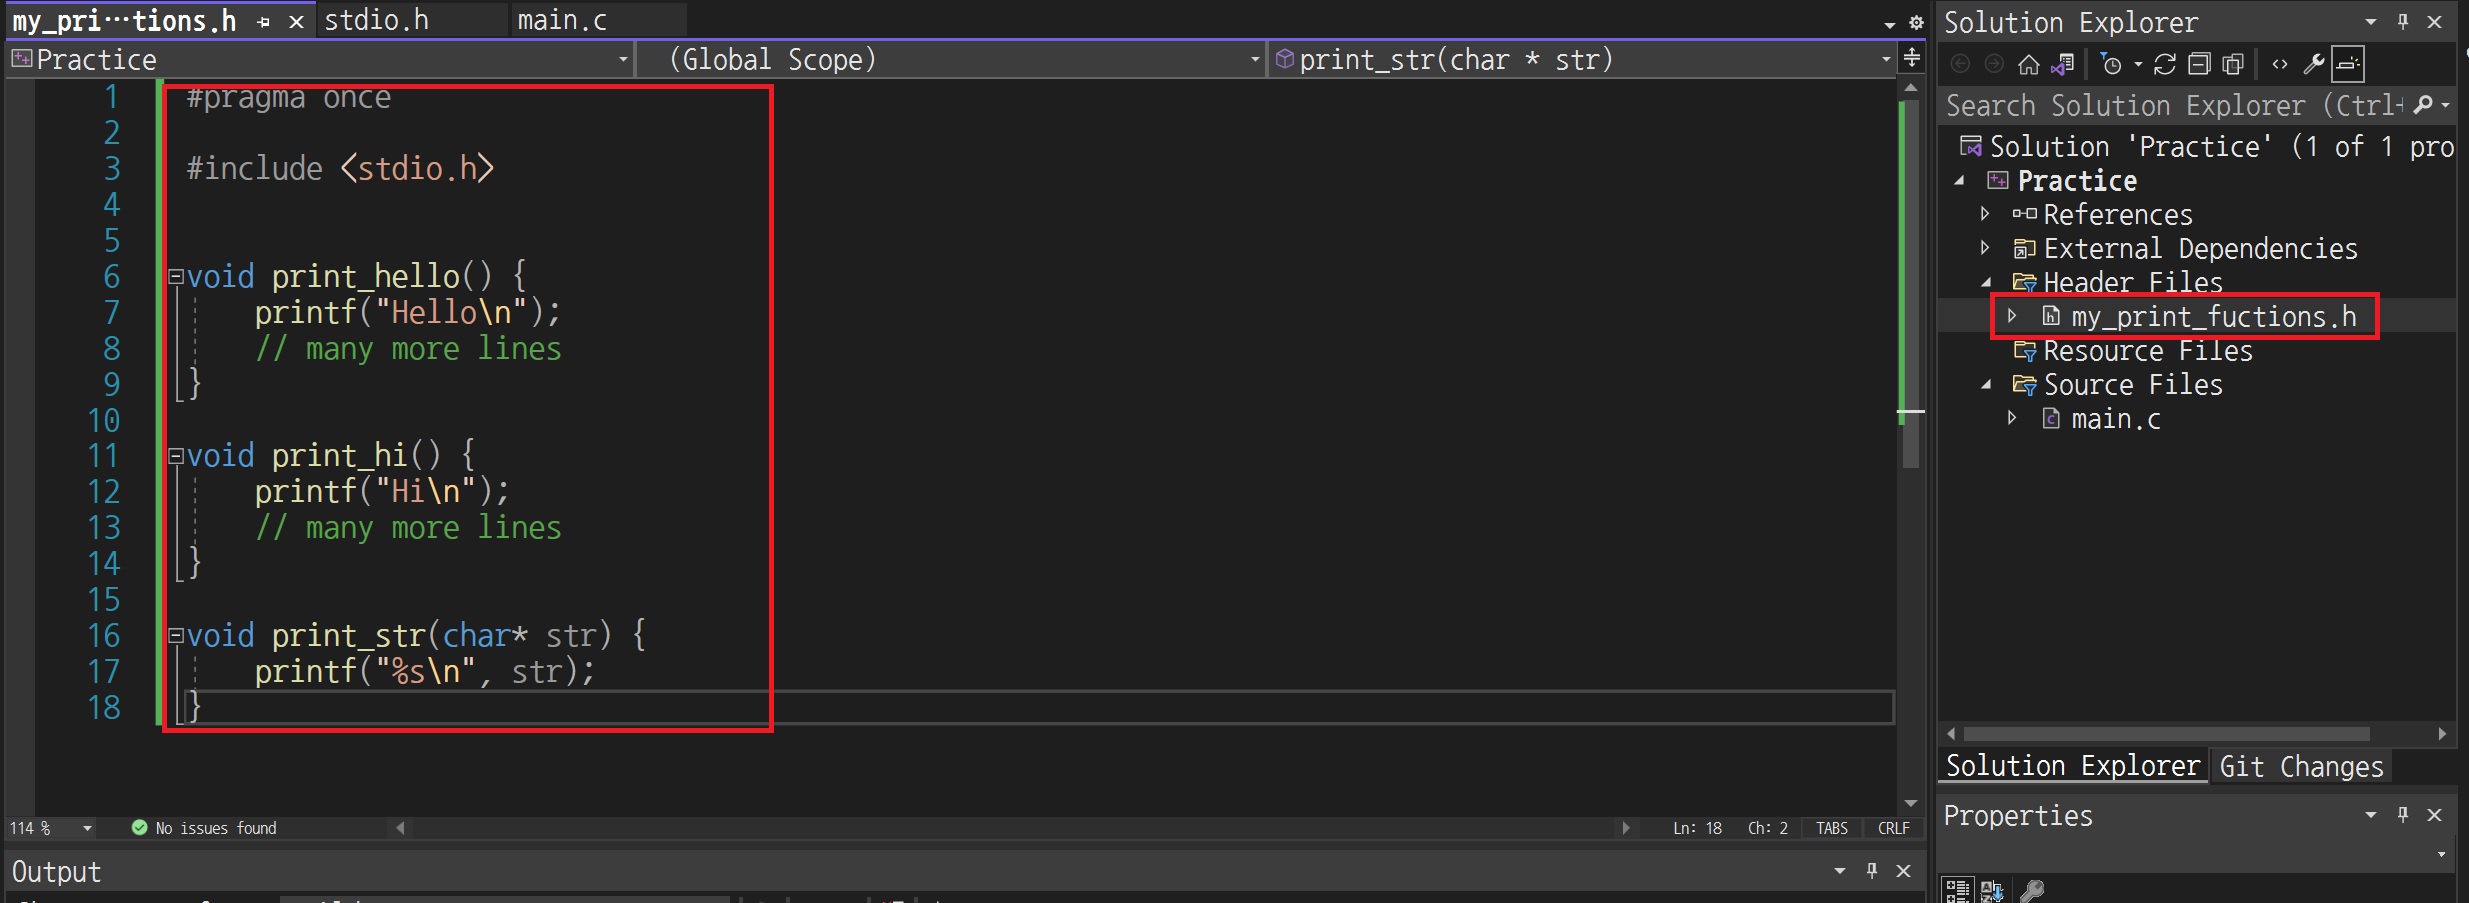 my_pri…tions.h
stdio.h
main.c
Practice
(Global Scope)
print_str(char * str)
1 #pragma once
2
3 #include <stdio.h>
4
5
6 void print_hello() {
7 printf("Hello\n");
8 // many more lines
9 }
10
11 void print_hi() {
12 printf("Hi\n");
13 // many more lines
14 }
15
16 void print_str(char* str) {
17 printf("%s\n", str);
18 }
114 %
No issues found
Ln: 18 Ch: 2 TABS CRLF
Output
Solution Explorer
Search Solution Explorer (Ctrl+
Solution 'Practice' (1 of 1 pro
Practice
References
External Dependencies
Header Files
my_print_fuctions.h
Resource Files
Source Files
main.c
Solution Explorer Git Changes
Properties